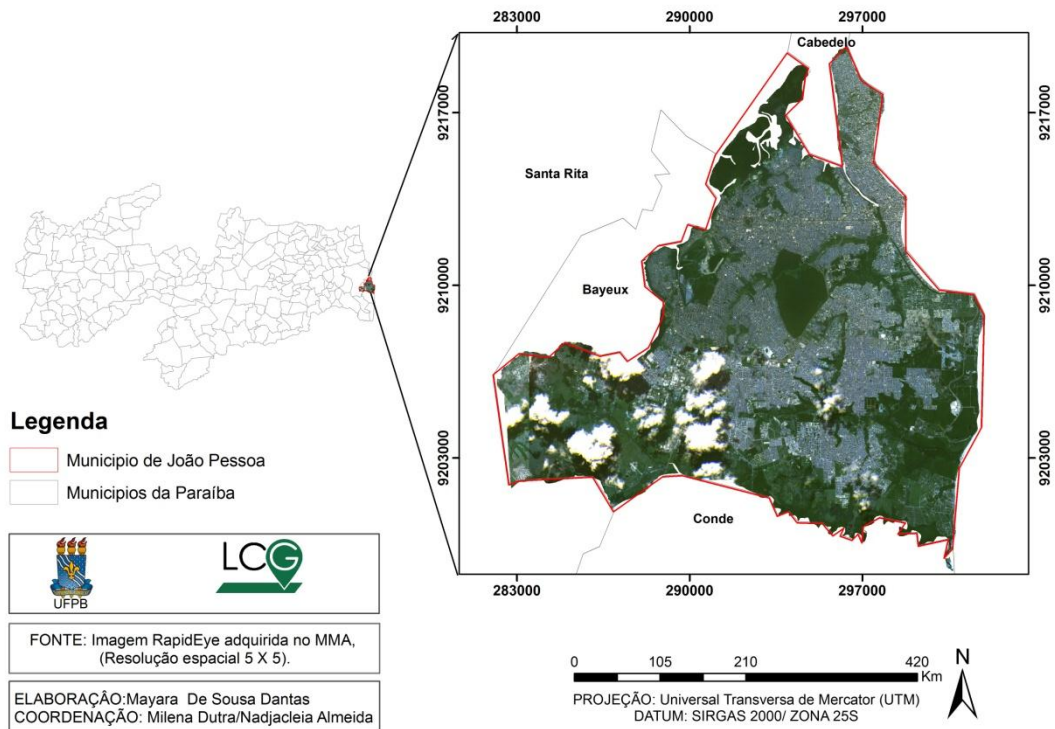 283000 290000 297000
Cabedelo
9217000 9217000
Santa Rita
Bayeux
9210000 9210000
9203000 9203000
Conde
283000 290000 297000
Legenda
Municipio de João Pessoa
Municipios da Paraíba
UFPB
LCG
FONTE: Imagem RapidEye adquirida no MMA,
(Resolução espacial 5 X 5).
ELABORAÇÂO:Mayara De Sousa Dantas
COORDENAÇÃO: Milena Dutra/Nadjacleia Almeida
0 105 210 420
Km
PROJEÇÃO: Universal Transversa de Mercator (UTM)
DATUM: SIRGAS 2000/ ZONA 25S
N